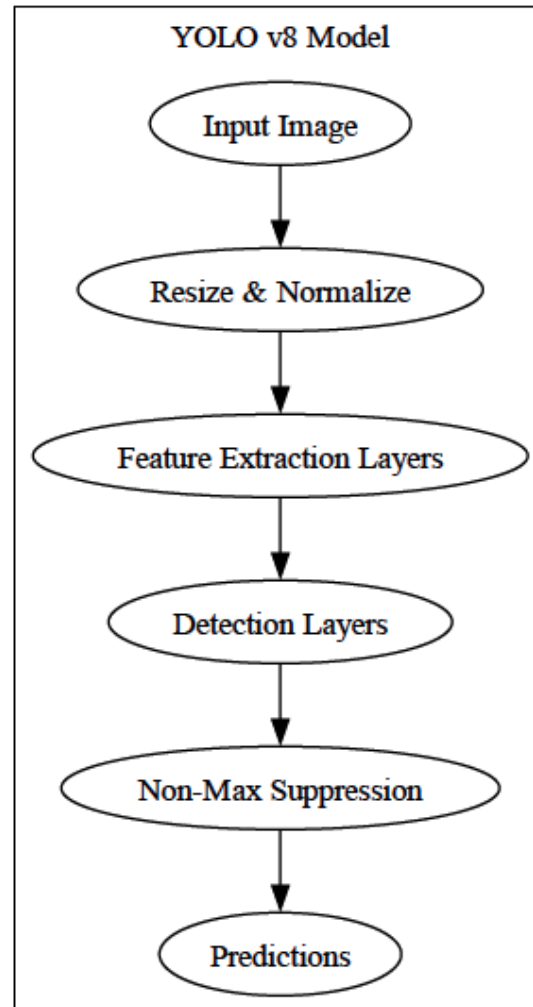 YOLO v8 Model
Input Image
Resize & Normalize
Feature Extraction Layers
Detection Layers
Non-Max Suppression
Predictions